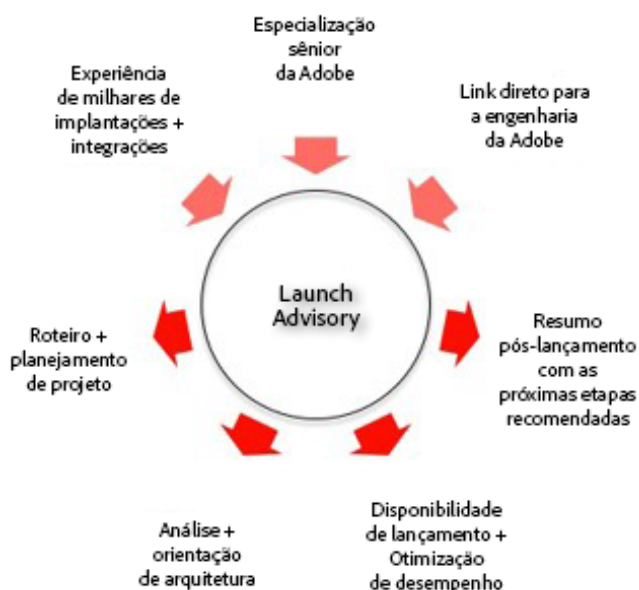 Especialização
sênior
da Adobe
Experiência
de milhares de
implantações +
integrações
Link direto para
a engenharia
da Adobe
Launch
Advisory
Roteiro +
planejamento
de projeto
Resumo
pós-lançamento
com as
próximas etapas
recomendadas
Análise +
orientação
de arquitetura
Disponibilidade
de lançamento +
Otimização
de desempenho